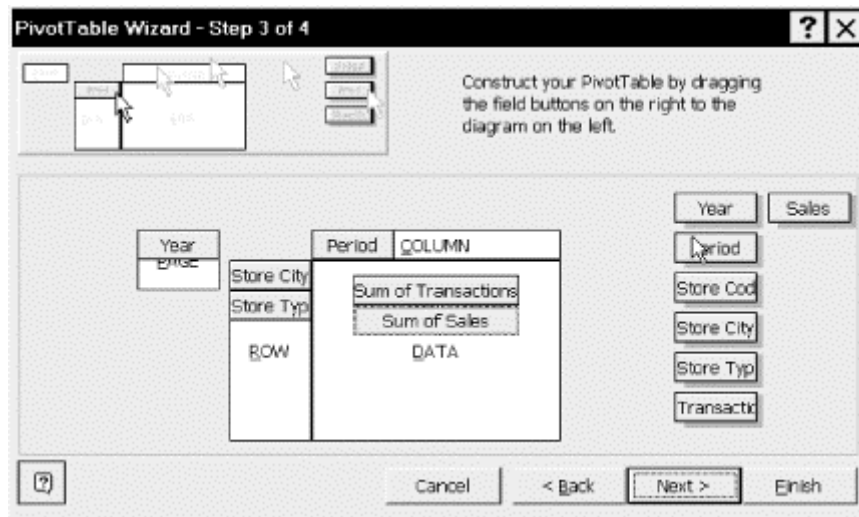 PivotTable Wizard - Step 3 of 4
? X
Construct your PivotTable by dragging
the field buttons on the right to the
diagram on the left.
Year Sales
Year
PAGE
Period COLUMN
Period
Store City
Store Typ
Sum of Transactions
Sum of Sales
ROW
DATA
Store Cod
Store City
Store Typ
Transactic
? Cancel < Back Next > Finish